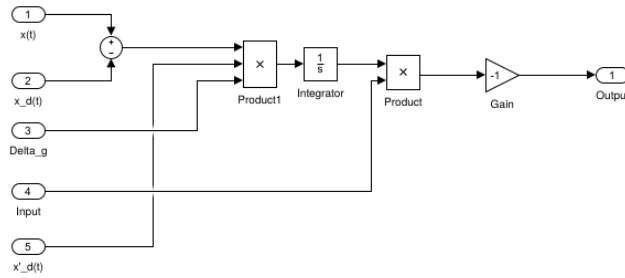 1
x(t)
+
−
2
x_d(t)
3
Delta_g
4
Input
5
x'_d(t)
×
Product1
1
s
Integrator
×
Product
-1
Gain
1
Outpu